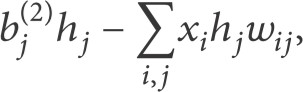 $b_j^{(2)} h_j - \sum_{i,j} x_i h_j w_{ij},$